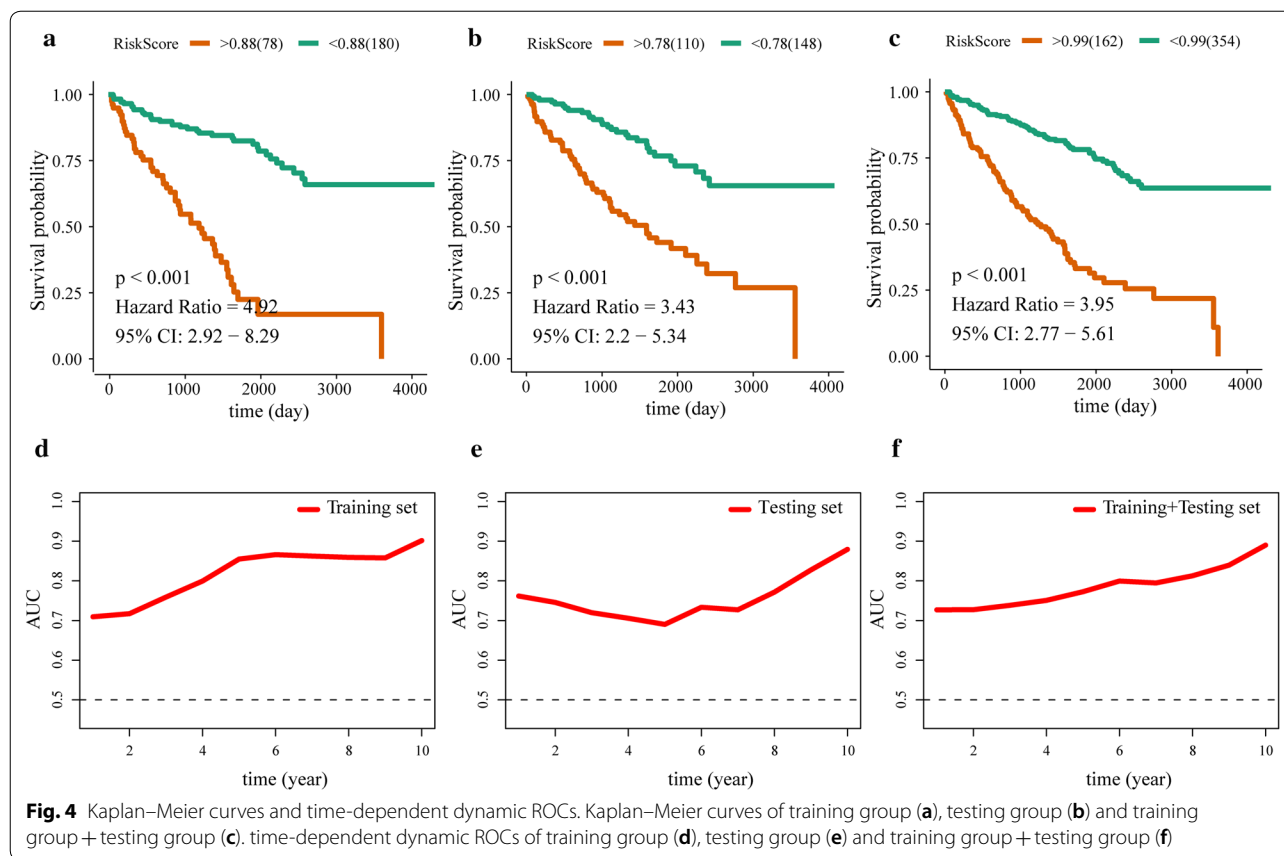 a
RiskScore >0.88(78) <0.88(180)
1.00
0.75
0.50
0.25
0.00
Survival probability
p < 0.001
Hazard Ratio = 4.92
95% CI: 2.92 − 8.29
0 1000 2000 3000 4000
time (day)
b
RiskScore >0.78(110) <0.78(148)
1.00
0.75
0.50
0.25
0.00
Survival probability
p < 0.001
Hazard Ratio = 3.43
95% CI: 2.2 − 5.34
0 1000 2000 3000 4000
time (day)
c
RiskScore >0.99(162) <0.99(354)
1.00
0.75
0.50
0.25
0.00
Survival probability
p < 0.001
Hazard Ratio = 3.95
95% CI: 2.77 − 5.61
0 1000 2000 3000 4000
time (day)
d
Training set
1.0
0.9
0.8
0.7
0.6
0.5
AUC
2 4 6 8 10
time (year)
e
Testing set
1.0
0.9
0.8
0.7
0.6
0.5
AUC
2 4 6 8 10
time (year)
f
Training+Testing set
1.0
0.9
0.8
0.7
0.6
0.5
AUC
2 4 6 8 10
time (year)
Fig. 4 Kaplan–Meier curves and time-dependent dynamic ROCs. Kaplan–Meier curves of training group (a), testing group (b) and training
group + testing group (c). time-dependent dynamic ROCs of training group (d), testing group (e) and training group + testing group (f)